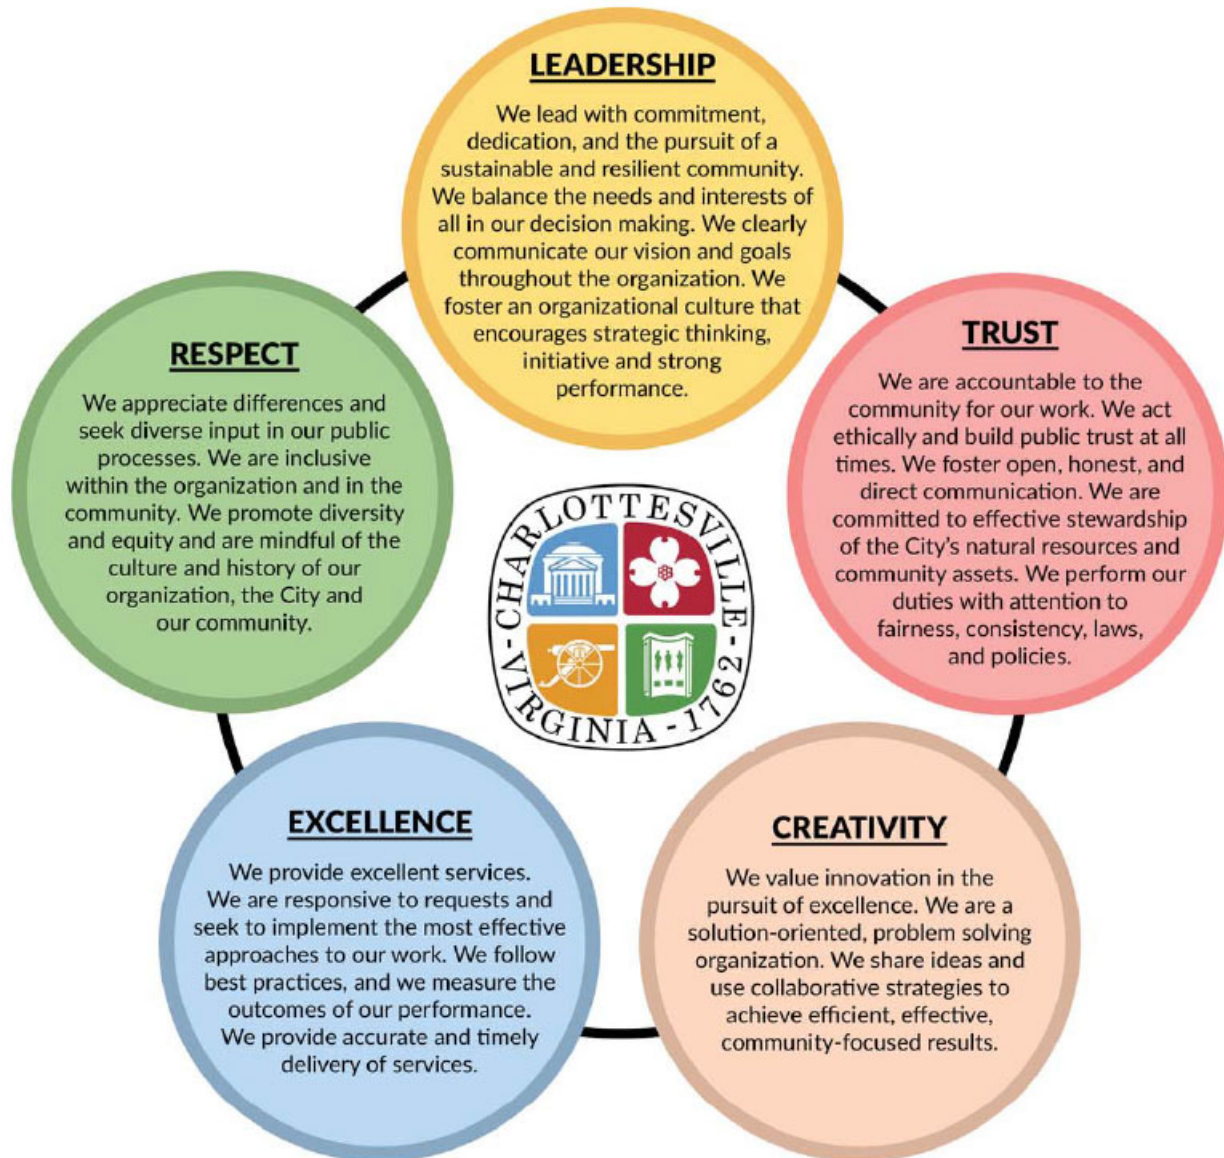 LEADERSHIP
We lead with commitment,
dedication, and the pursuit of a
sustainable and resilient community.
We balance the needs and interests of
all in our decision making. We clearly
communicate our vision and goals
throughout the organization. We
foster an organizational culture that
encourages strategic thinking,
initiative and strong
performance.
RESPECT
We appreciate differences and
seek diverse input in our public
processes. We are inclusive
within the organization and in the
community. We promote diversity
and equity and are mindful of the
culture and history of our
organization, the City and
our community.
TRUST
We are accountable to the
community for our work. We act
ethically and build public trust at all
times. We foster open, honest, and
direct communication. We are
committed to effective stewardship
of the City’s natural resources and
community assets. We perform our
duties with attention to
fairness, consistency, laws,
and policies.
-CHARLOTTESVILLE-
VIRGINIA-1762
EXCELLENCE
We provide excellent services.
We are responsive to requests and
seek to implement the most effective
approaches to our work. We follow
best practices, and we measure the
outcomes of our performance.
We provide accurate and timely
delivery of services.
CREATIVITY
We value innovation in the
pursuit of excellence. We are a
solution-oriented, problem solving
organization. We share ideas and
use collaborative strategies to
achieve efficient, effective,
community-focused results.